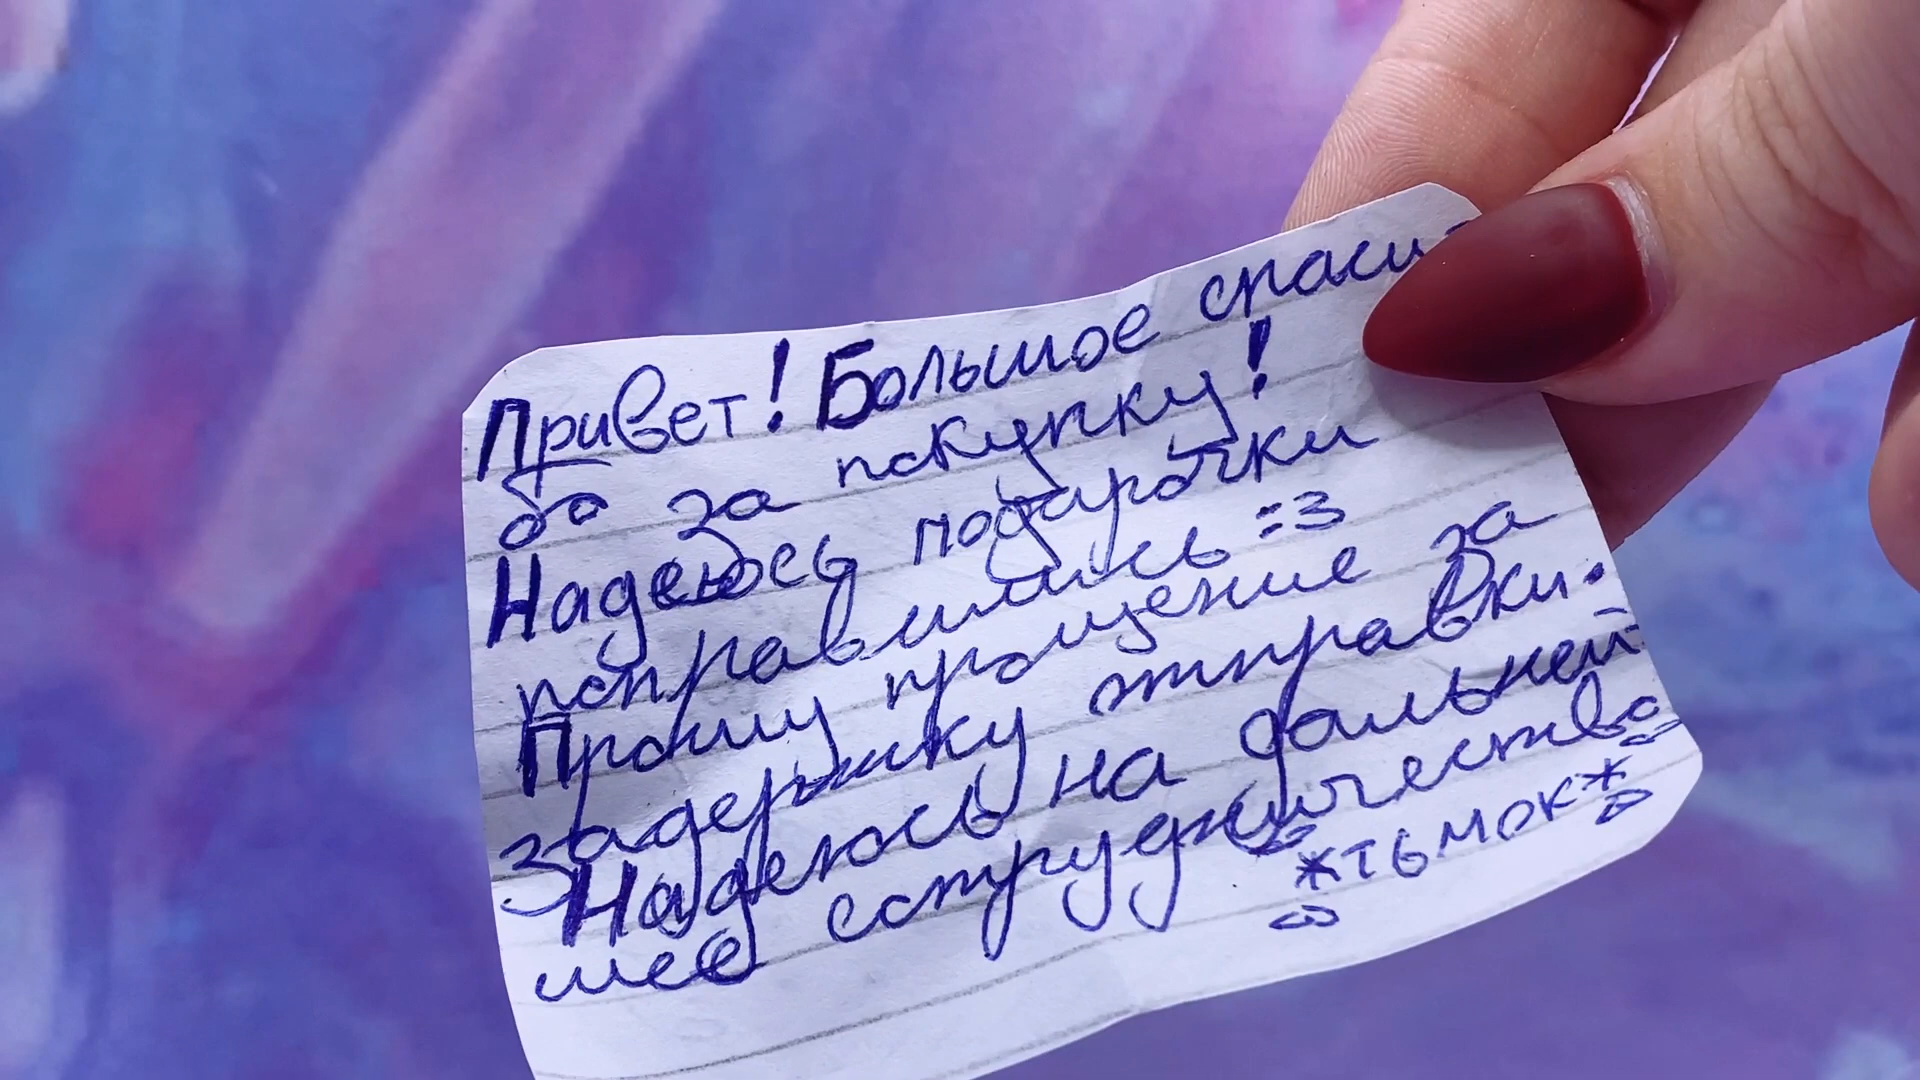 Привет! Большое спаси-
бо за покупку!
Надеюсь подарочки
понравились =3
Прошу прощение за
задержку отправки.
Надеюсь на дальней-
шее сотрудничество
*тьмок*